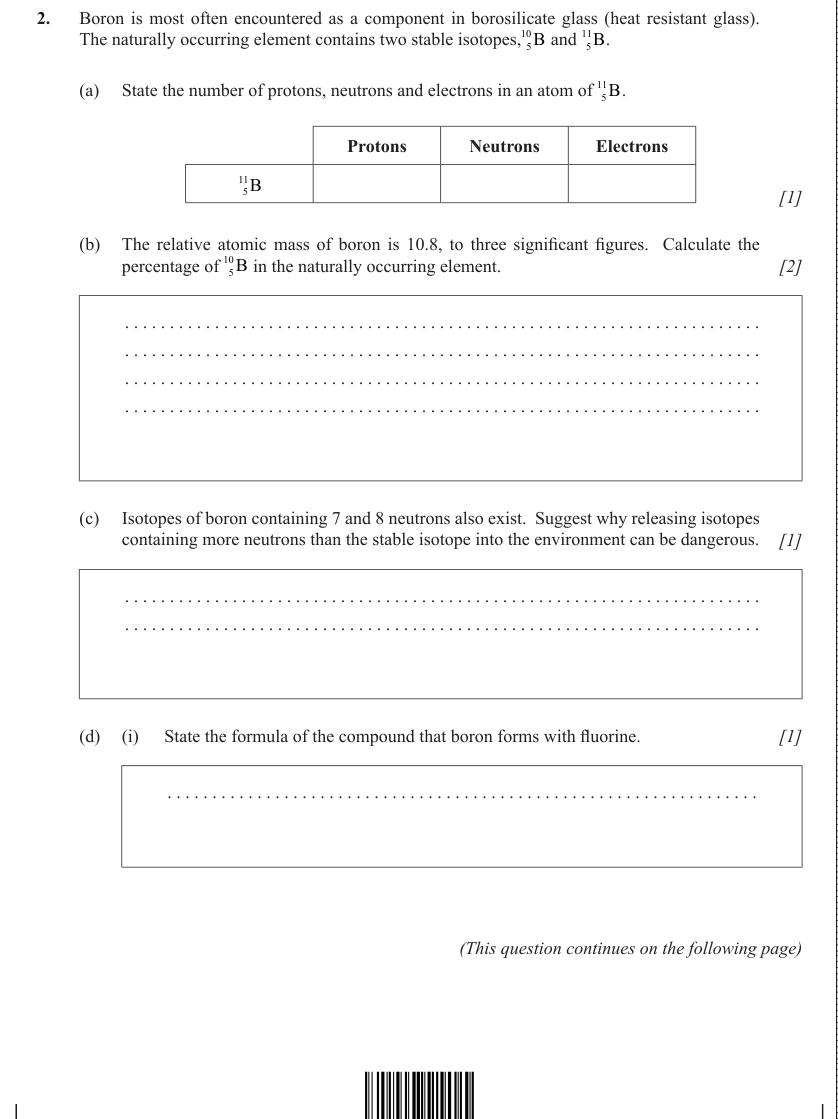 2. Boron is most often encountered as a component in borosilicate glass (heat resistant glass).
The naturally occurring element contains two stable isotopes, ¹⁰₅B and ¹¹₅B.
(a) State the number of protons, neutrons and electrons in an atom of ¹¹₅B.
Protons Neutrons Electrons
¹¹₅B
[1]
(b) The relative atomic mass of boron is 10.8, to three significant figures. Calculate the
percentage of ¹⁰₅B in the naturally occurring element. [2]
(c) Isotopes of boron containing 7 and 8 neutrons also exist. Suggest why releasing isotopes
containing more neutrons than the stable isotope into the environment can be dangerous. [1]
(d) (i) State the formula of the compound that boron forms with fluorine. [1]
(This question continues on the following page)